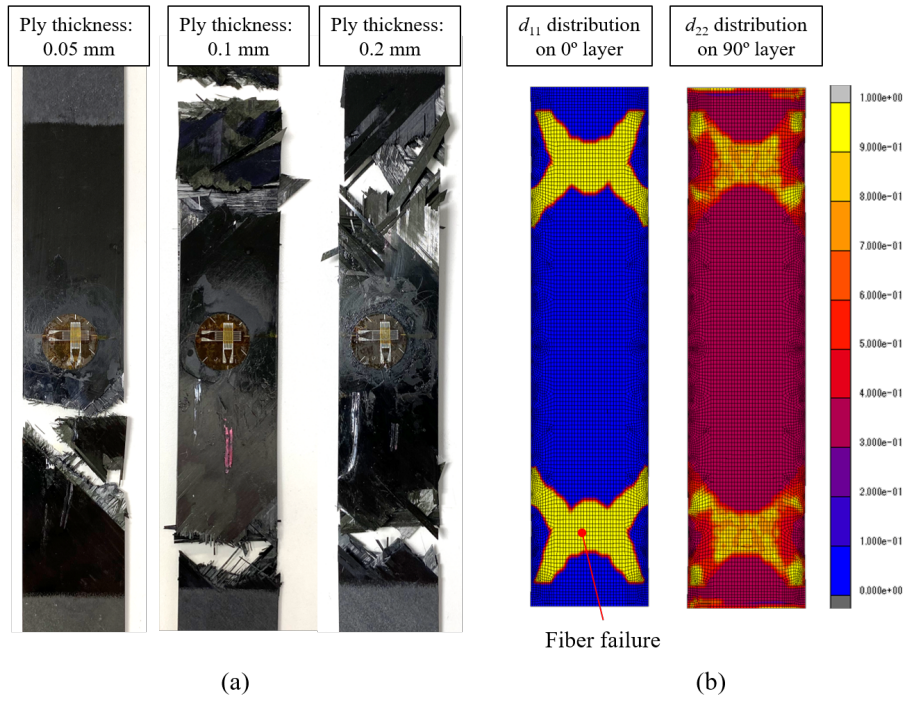 Ply thickness:
0.05 mm
Ply thickness:
0.1 mm
Ply thickness:
0.2 mm
d11 distribution
on 0° layer
d22 distribution
on 90° layer
1.000e+00
9.000e-01
8.000e-01
7.000e-01
6.000e-01
5.000e-01
4.000e-01
3.000e-01
2.000e-01
1.000e-01
0.000e+00
Fiber failure
(a)
(b)